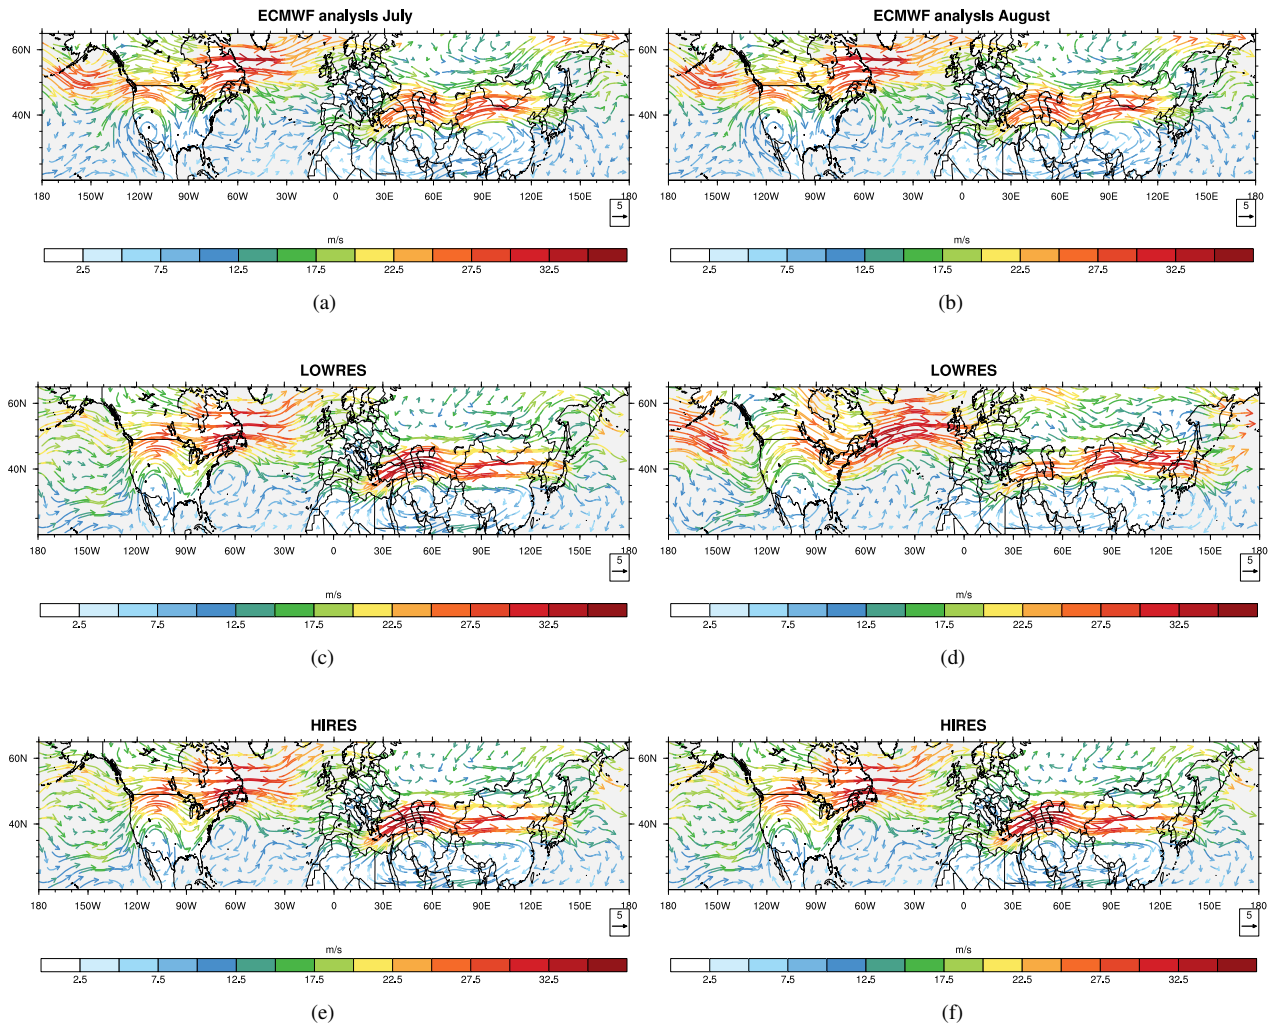 ECMWF analysis July
60N
40N
180 150W 120W 90W 60W 30W 0 30E 60E 90E 120E 150E 180
5
m/s
2.5 7.5 12.5 17.5 22.5 27.5 32.5
(a)
ECMWF analysis August
60N
40N
180 150W 120W 90W 60W 30W 0 30E 60E 90E 120E 150E 180
5
m/s
2.5 7.5 12.5 17.5 22.5 27.5 32.5
(b)
LOWRES
60N
40N
180 150W 120W 90W 60W 30W 0 30E 60E 90E 120E 150E 180
5
m/s
2.5 7.5 12.5 17.5 22.5 27.5 32.5
(c)
LOWRES
60N
40N
180 150W 120W 90W 60W 30W 0 30E 60E 90E 120E 150E 180
5
m/s
2.5 7.5 12.5 17.5 22.5 27.5 32.5
(d)
HIRES
60N
40N
180 150W 120W 90W 60W 30W 0 30E 60E 90E 120E 150E 180
5
m/s
2.5 7.5 12.5 17.5 22.5 27.5 32.5
(e)
HIRES
60N
40N
180 150W 120W 90W 60W 30W 0 30E 60E 90E 120E 150E 180
5
m/s
2.5 7.5 12.5 17.5 22.5 27.5 32.5
(f)